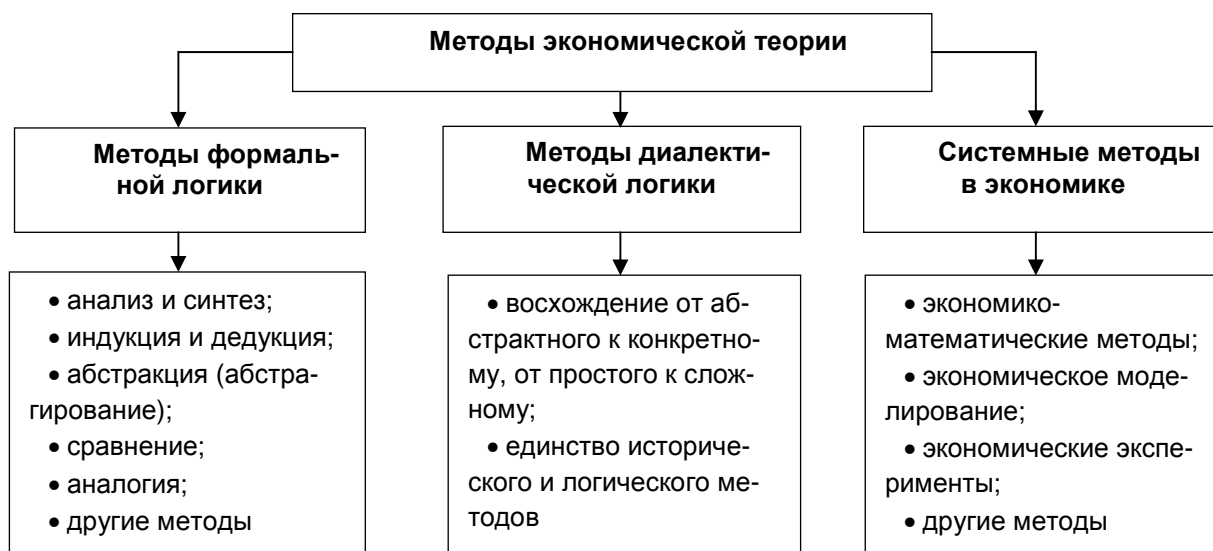 Методы экономической теории
Методы формаль-
ной логики
• анализ и синтез;
• индукция и дедукция;
• абстракция (абстра-
гирование);
• сравнение;
• аналогия;
• другие методы
Методы диалекти-
ческой логики
• восхождение от аб-
страктного к конкретно-
му, от простого к слож-
ному;
• единство историче-
ского и логического ме-
тодов
Системные методы
в экономике
• экономико-
математические методы;
• экономическое моде-
лирование;
• экономические экспе-
рименты;
• другие методы